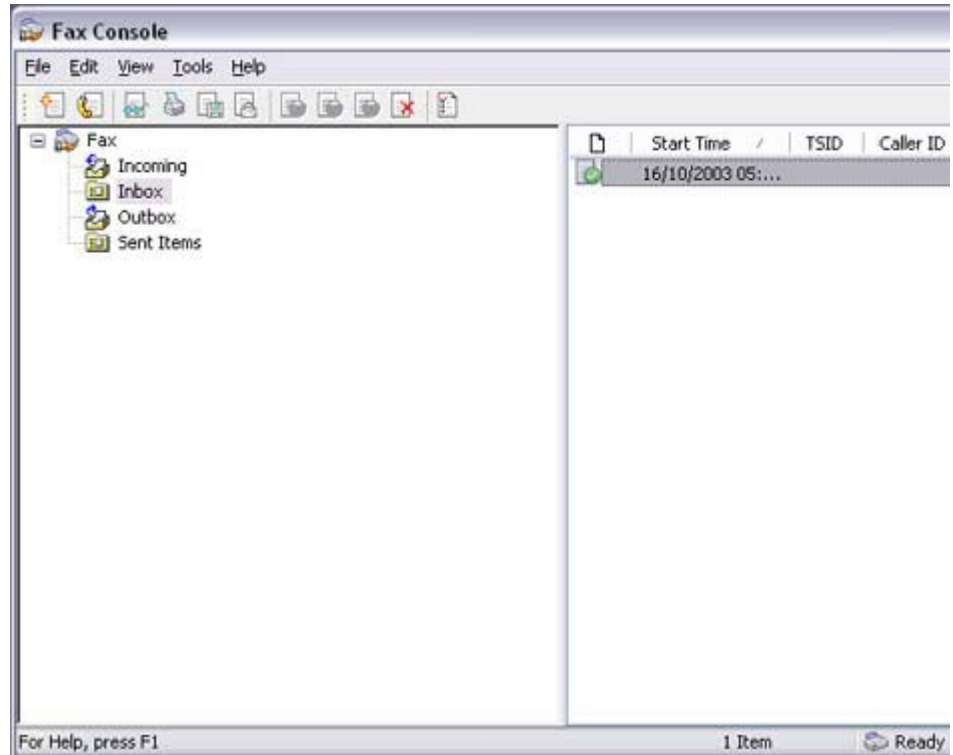 Fax Console
File Edit View Tools Help
Fax
Incoming
Inbox
Outbox
Sent Items
Start Time TSID Caller ID
16/10/2003 05:...
For Help, press F1 1 Item Ready